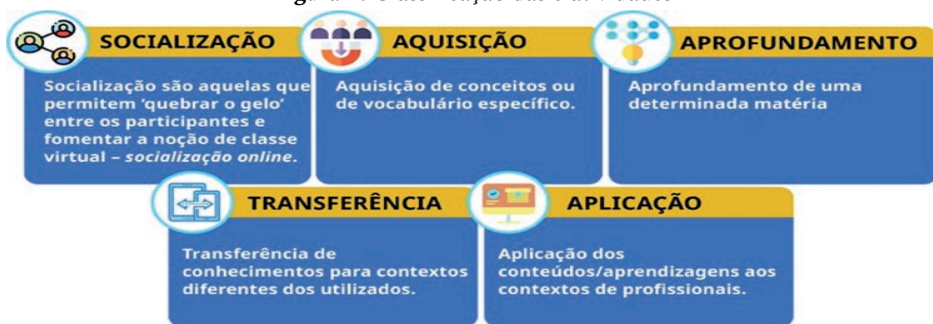 SOCIALIZAÇÃO
Socialização são aquelas que
permitem ‘quebrar o gelo’
entre os participantes e
fomentar a noção de classe
virtual – socialização online.
AQUISIÇÃO
Aquisição de conceitos ou
de vocabulário específico.
APROFUNDAMENTO
Aprofundamento de uma
determinada matéria
TRANSFERÊNCIA
Transferência de
conhecimentos para contextos
diferentes dos utilizados.
APLICAÇÃO
Aplicação dos
conteúdos/aprendizagens aos
contextos de profissionais.